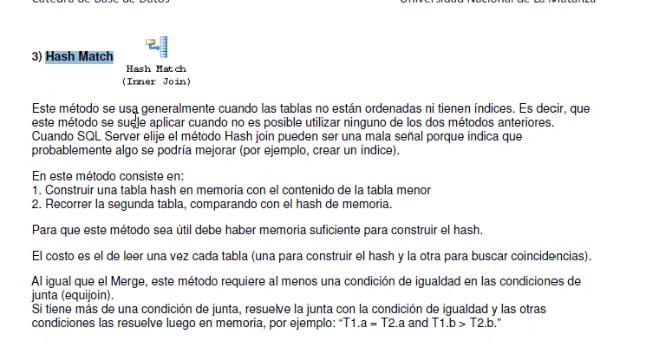 Cátedra de Base de Datos Universidad Nacional de La Matanza
3) Hash Match
Hash Match
(Inner Join)
Este método se usa generalmente cuando las tablas no están ordenadas ni tienen índices. Es decir, que
este método se suele aplicar cuando no es posible utilizar ninguno de los dos métodos anteriores.
Cuando SQL Server elije el método Hash join pueden ser una mala señal porque indica que
probablemente algo se podría mejorar (por ejemplo, crear un índice).
En este método consiste en:
1. Construir una tabla hash en memoria con el contenido de la tabla menor
2. Recorrer la segunda tabla, comparando con el hash de memoria.
Para que este método sea útil debe haber memoria suficiente para construir el hash.
El costo es el de leer una vez cada tabla (una para construir el hash y la otra para buscar coincidencias).
Al igual que el Merge, este método requiere al menos una condición de igualdad en las condiciones de
junta (equijoin).
Si tiene más de una condición de junta, resuelve la junta con la condición de igualdad y las otras
condiciones las resuelve luego en memoria, por ejemplo: “T1.a = T2.a and T1.b > T2.b.”